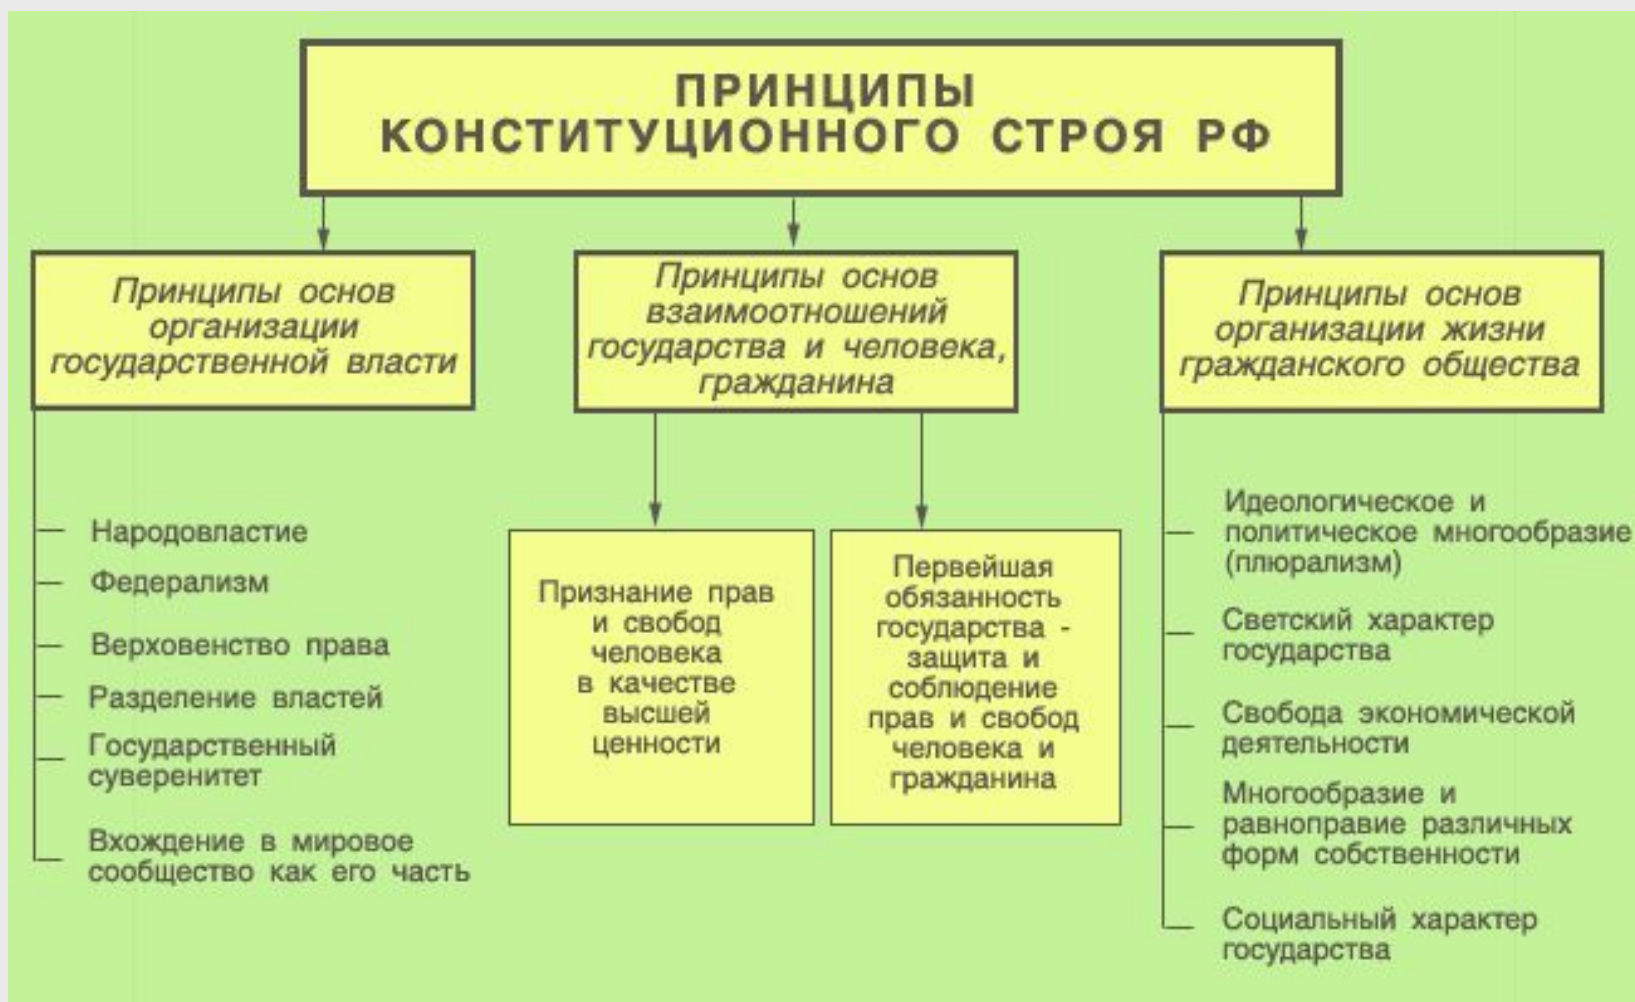 ПРИНЦИПЫ
КОНСТИТУЦИОННОГО СТРОЯ РФ
Принципы основ
организации
государственной власти
Народовластие
Федерализм
Верховенство права
Разделение властей
Государственный
суверенитет
Вхождение в мировое
сообщество как его часть
Принципы основ
взаимоотношений
государства и человека,
гражданина
Признание прав
и свобод
человека
в качестве
высшей
ценности
Первейшая
обязанность
государства -
защита и
соблюдение
прав и свобод
человека и
гражданина
Принципы основ
организации жизни
гражданского общества
Идеологическое и
политическое многообразие
(плюрализм)
Светский характер
государства
Свобода экономической
деятельности
Многообразие и
равноправие различных
форм собственности
Социальный характер
государства